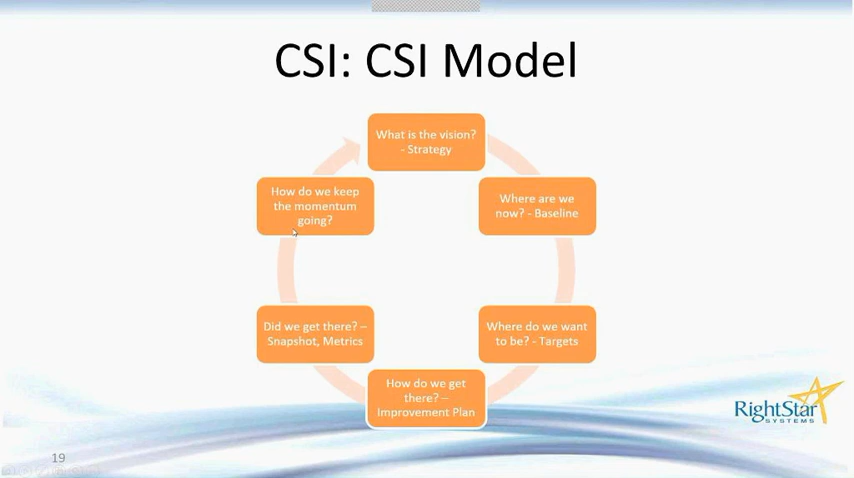 CSI: CSI Model
What is the vision?
- Strategy
Where are we
now? - Baseline
Where do we want
to be? - Targets
How do we get
there? –
Improvement Plan
Did we get there? –
Snapshot, Metrics
How do we keep
the momentum
going?
RightStar
SYSTEMS
19